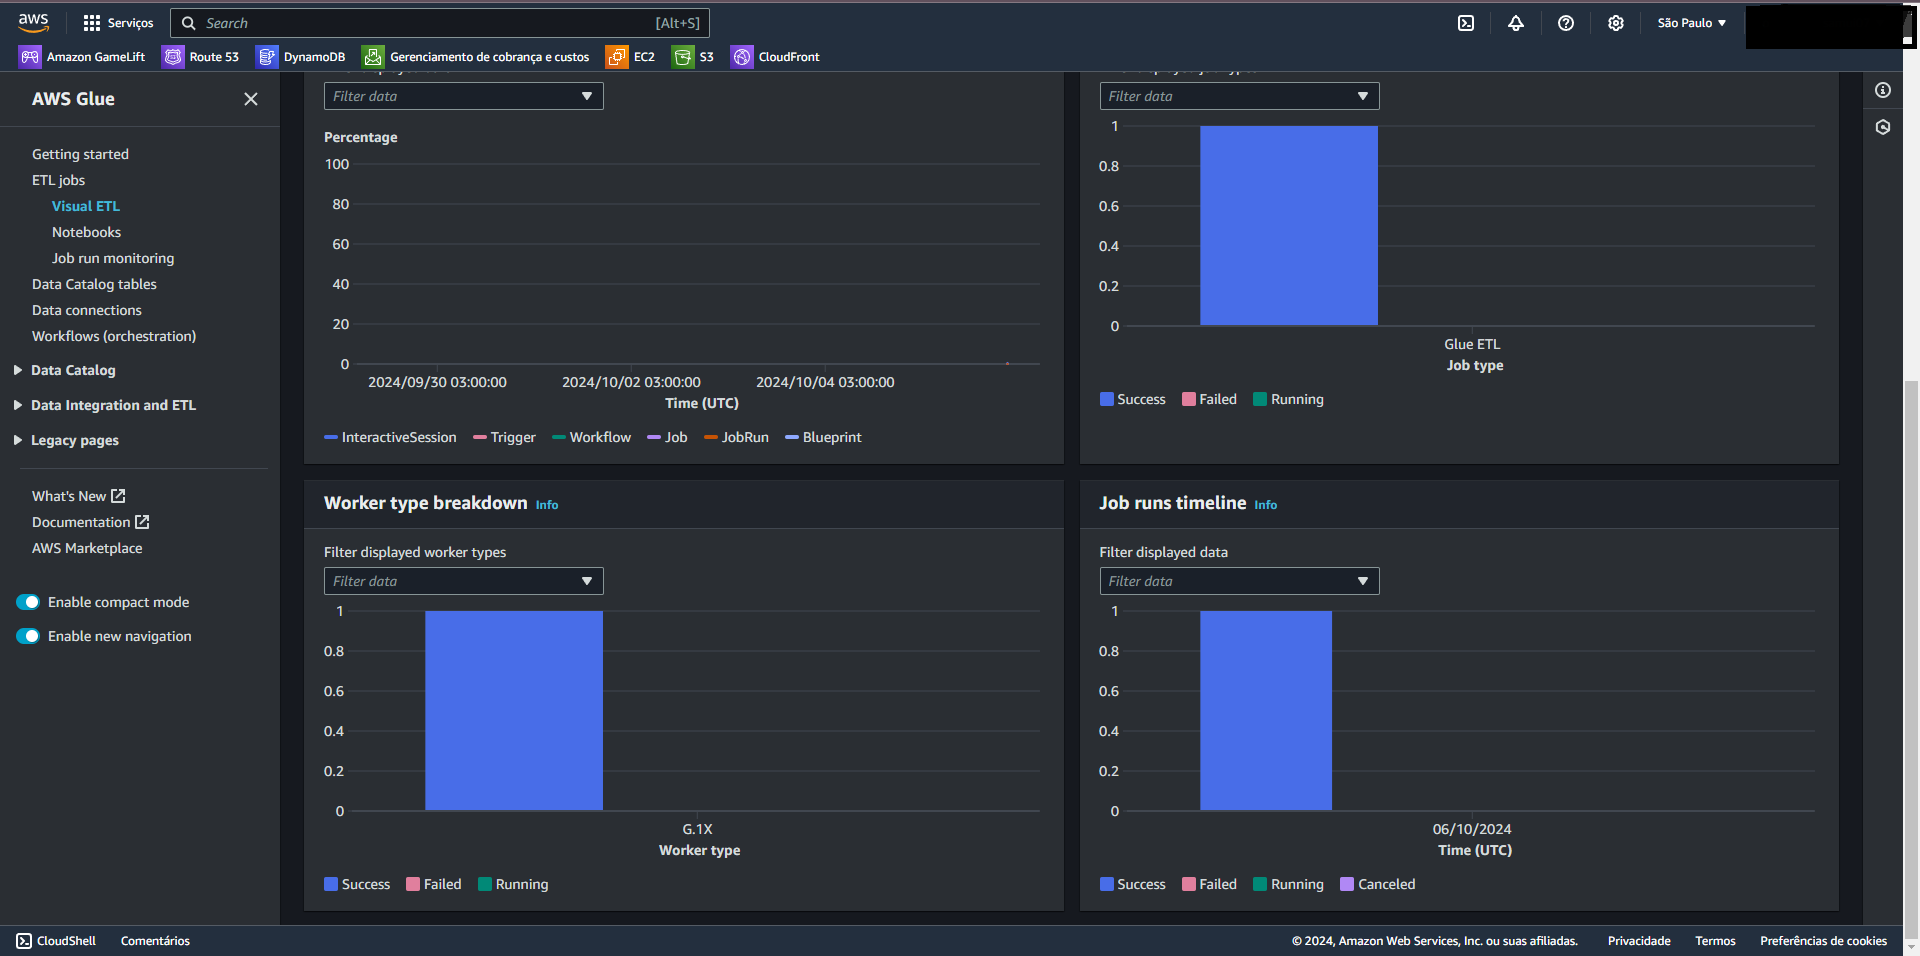 aws
Serviços
Search
[Alt+S]
São Paulo
Amazon GameLift
Route 53
DynamoDB
Gerenciamento de cobrança e custos
EC2
S3
CloudFront
AWS Glue
Getting started
ETL jobs
Visual ETL
Notebooks
Job run monitoring
Data Catalog tables
Data connections
Workflows (orchestration)
Data Catalog
Data Integration and ETL
Legacy pages
What's New
Documentation
AWS Marketplace
Enable compact mode
Enable new navigation
Filter data
Percentage
100
80
60
40
20
0
2024/09/30 03:00:00
2024/10/02 03:00:00
2024/10/04 03:00:00
Time (UTC)
InteractiveSession
Trigger
Workflow
Job
JobRun
Blueprint
Filter data
1
0.8
0.6
0.4
0.2
0
Glue ETL
Job type
Success
Failed
Running
Worker type breakdown Info
Filter displayed worker types
Filter data
1
0.8
0.6
0.4
0.2
0
G.1X
Worker type
Success
Failed
Running
Job runs timeline Info
Filter displayed data
Filter data
1
0.8
0.6
0.4
0.2
0
06/10/2024
Time (UTC)
Success
Failed
Running
Canceled
CloudShell
Comentários
© 2024, Amazon Web Services, Inc. ou suas afiliadas.
Privacidade
Termos
Preferências de cookies